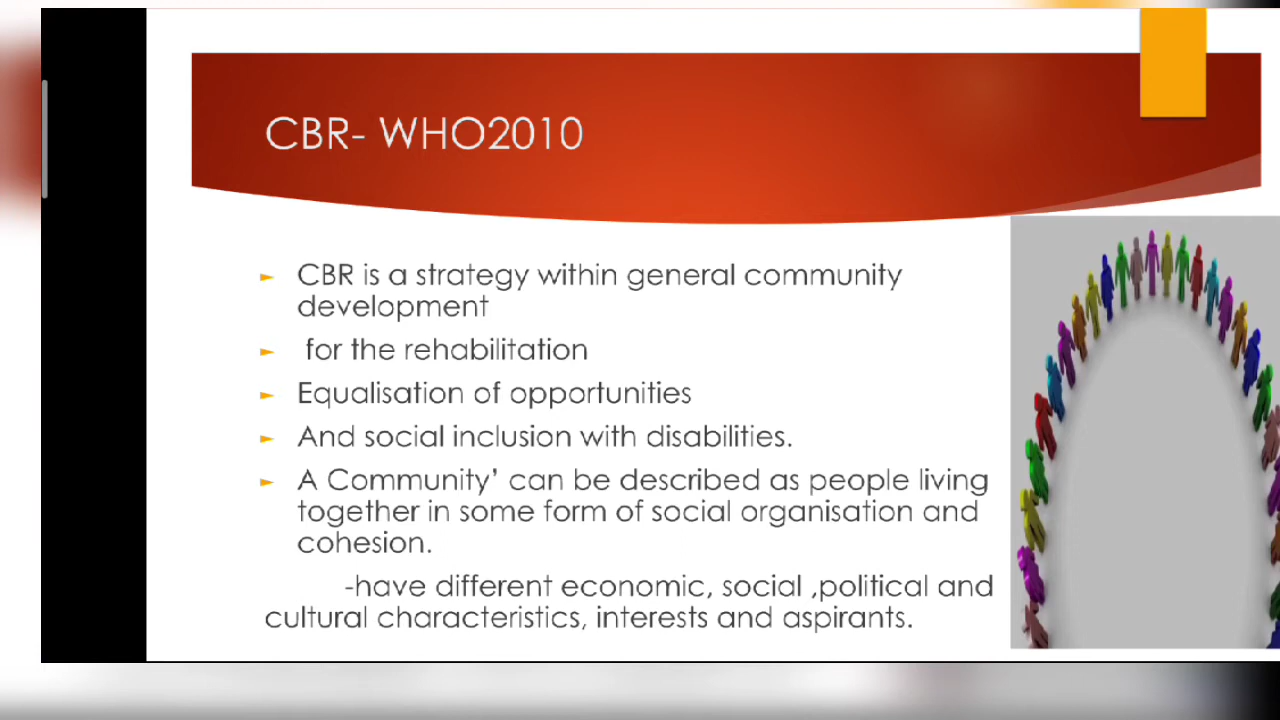 CBR- WHO2010
CBR is a strategy within general community
development
for the rehabilitation
Equalisation of opportunities
And social inclusion with disabilities.
A Community’ can be described as people living
together in some form of social organisation and
cohesion.
-have different economic, social ,political and
cultural characteristics, interests and aspirants.